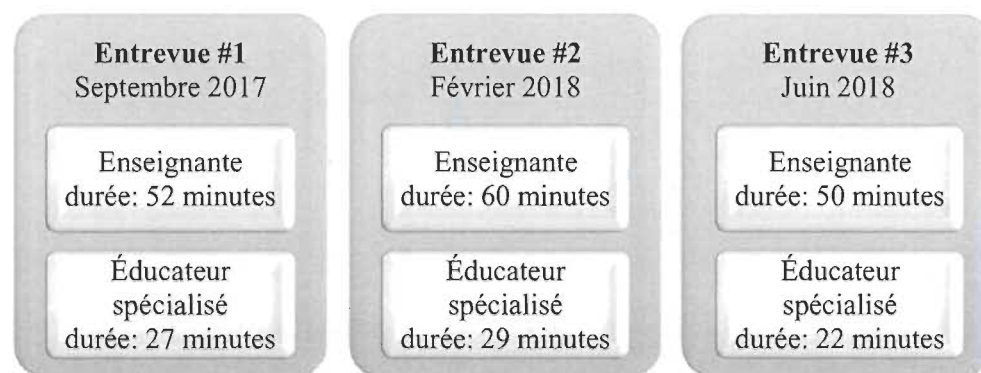 Entrevue #1
Septembre 2017
Enseignante
durée: 52 minutes
Éducateur
spécialisé
durée: 27 minutes
Entrevue #2
Février 2018
Enseignante
durée: 60 minutes
Éducateur
spécialisé
durée: 29 minutes
Entrevue #3
Juin 2018
Enseignante
durée: 50 minutes
Éducateur
spécialisé
durée: 22 minutes